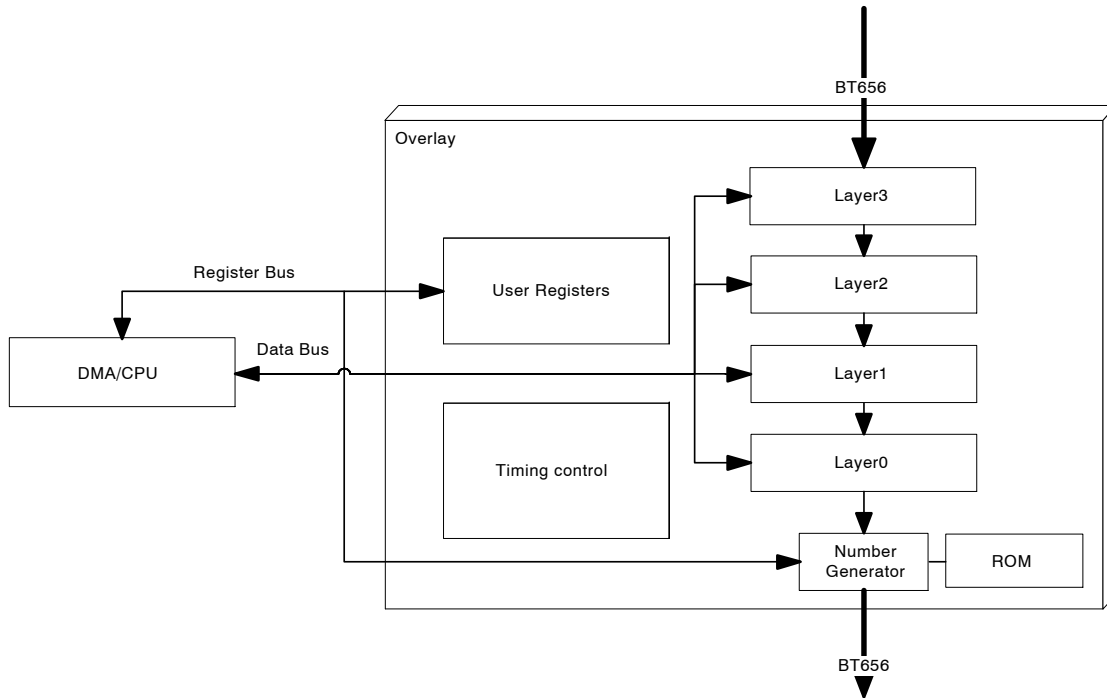 BT656
Overlay
Layer3
Register Bus
User Registers
Layer2
Data Bus
DMA/CPU
Layer1
Timing control
Layer0
Number
Generator
ROM
BT656